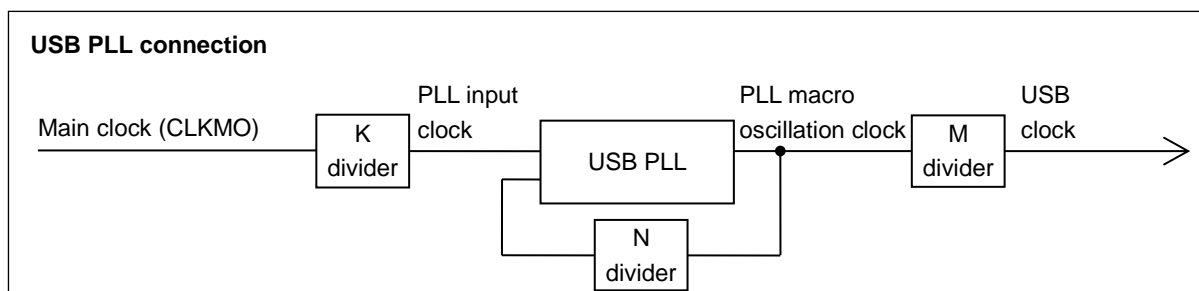 USB PLL connection
PLL input
clock
PLL macro
oscillation clock
USB
clock
Main clock (CLKMO)
K
divider
USB PLL
M
divider
N
divider